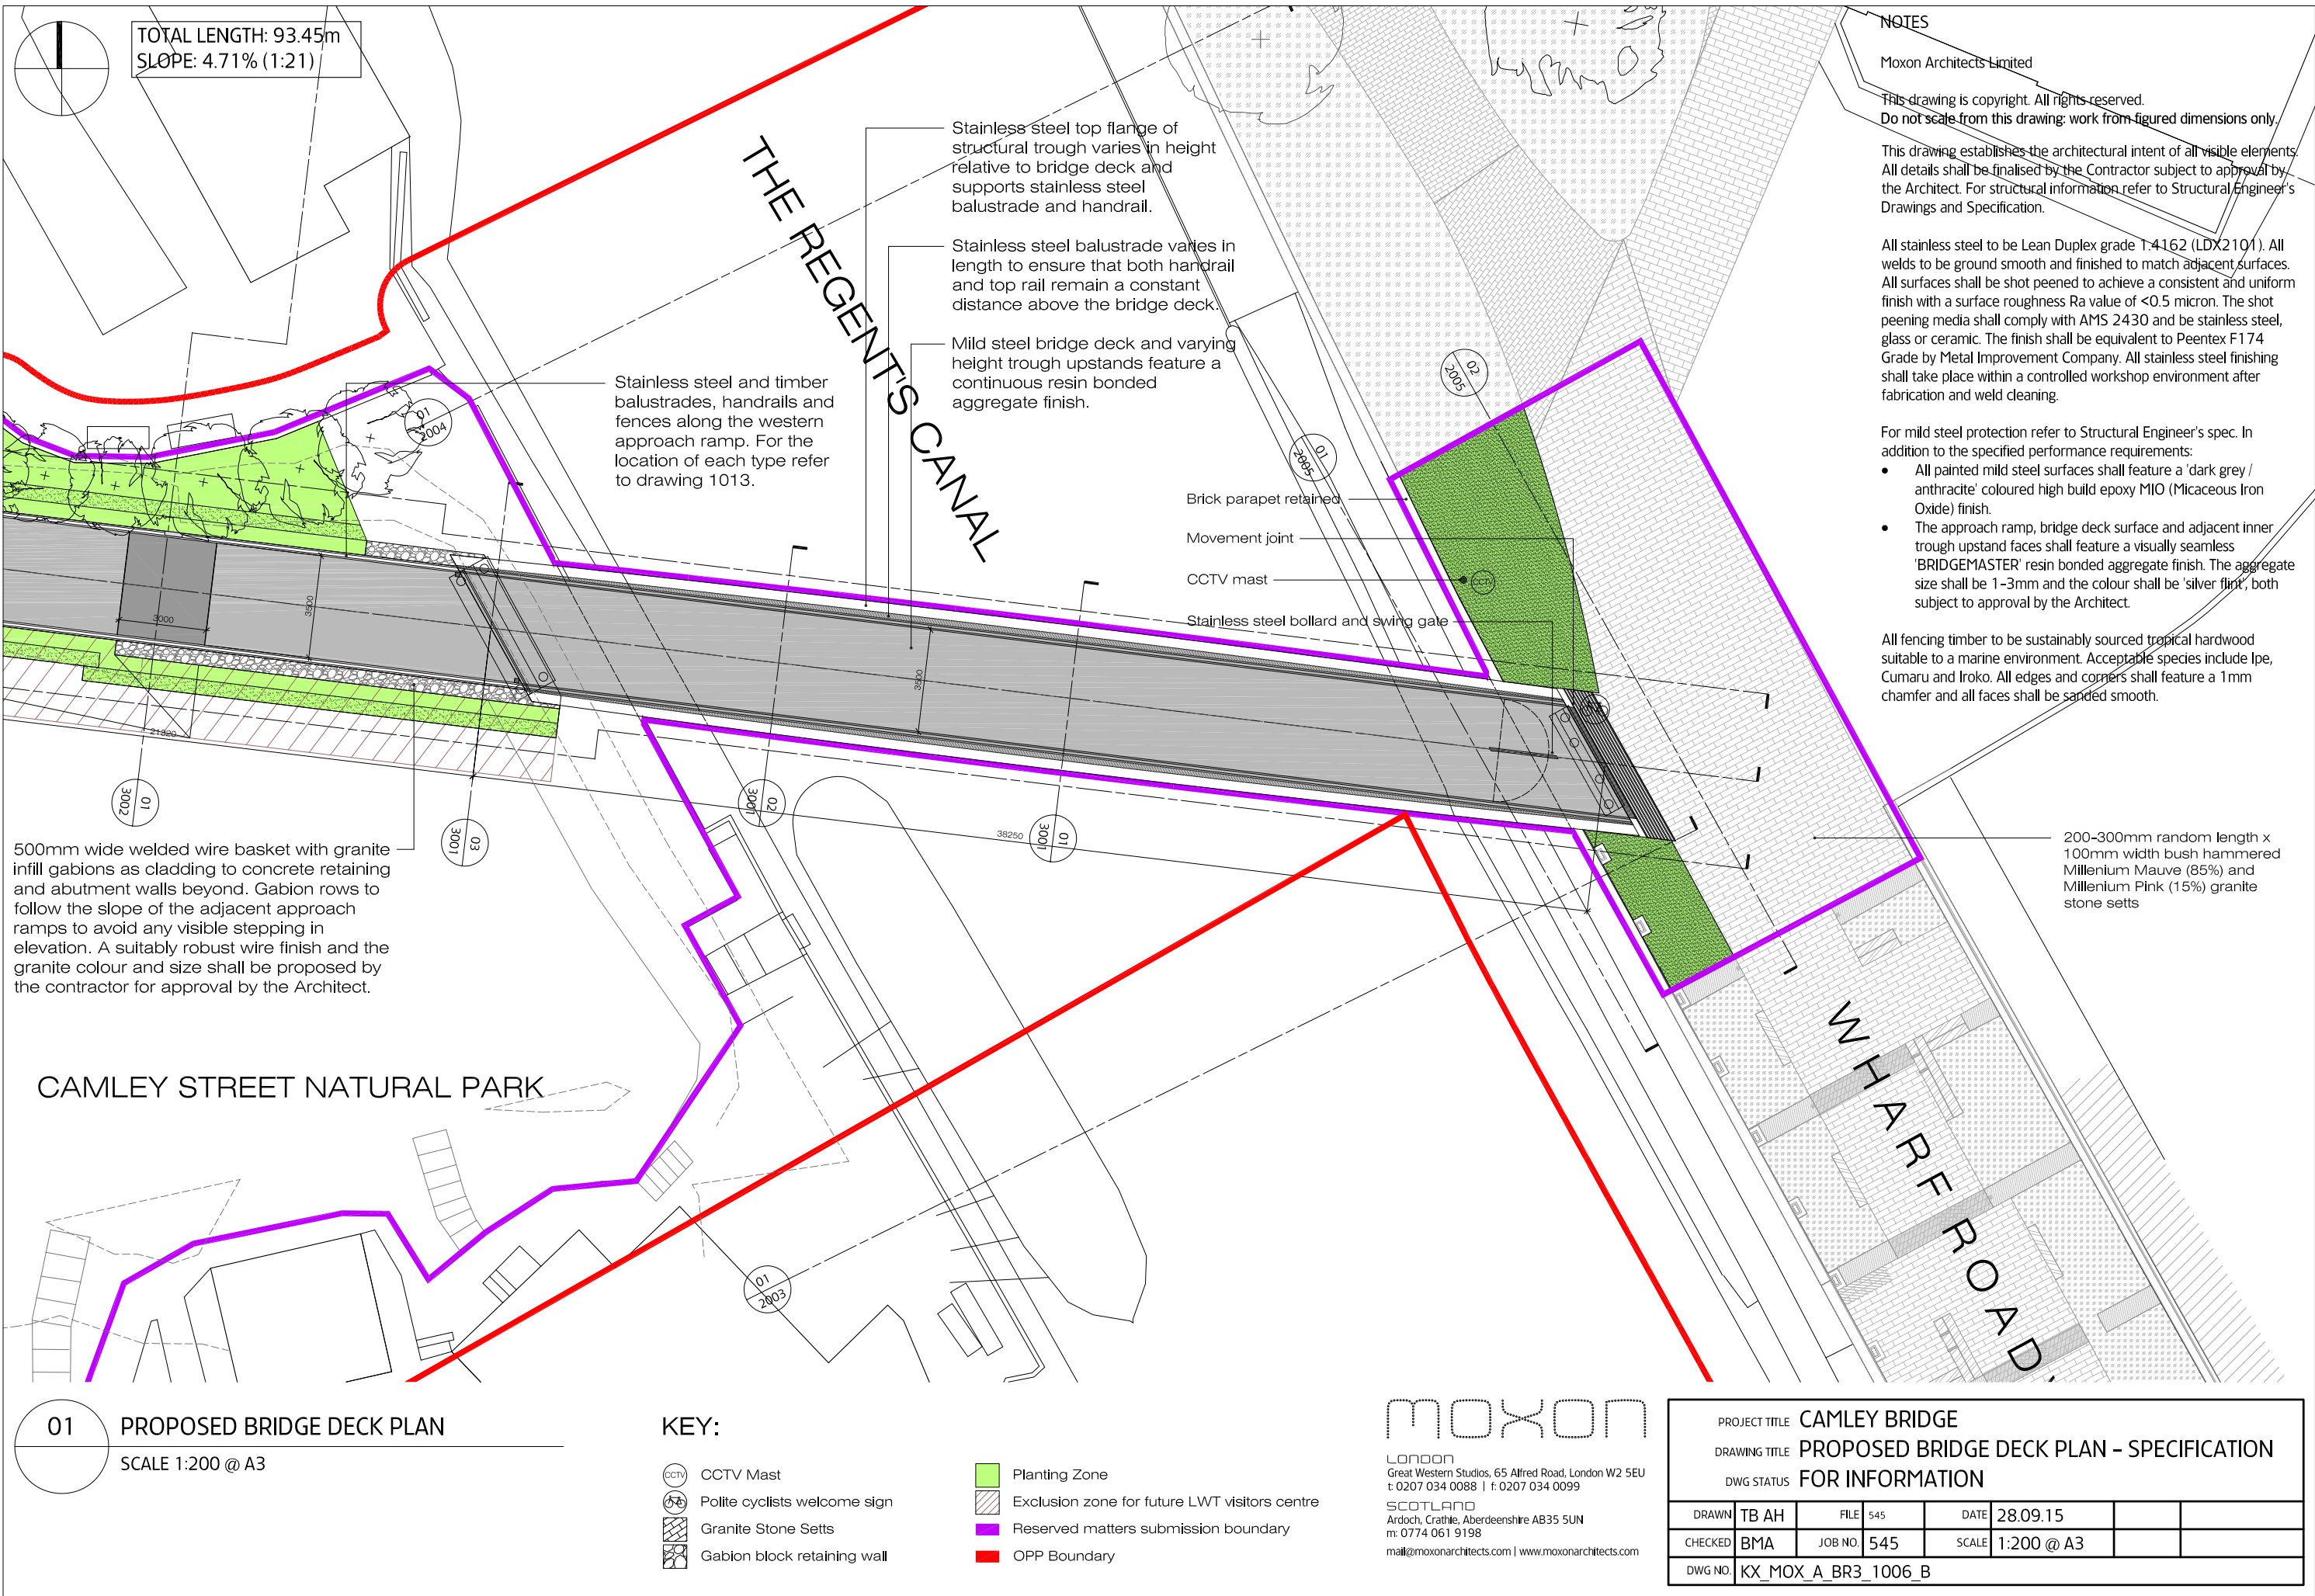 TOTAL LENGTH: 93.45m
SLOPE: 4.71% (1:21)
THE REGENT'S CANAL
Stainless steel top flange of
structural trough varies in height
relative to bridge deck and
supports stainless steel
balustrade and handrail.
Stainless steel balustrade varies in
length to ensure that both handrail
and top rail remain a constant
distance above the bridge deck.
Mild steel bridge deck and varying
height trough upstands feature a
continuous resin bonded
aggregate finish.
Stainless steel and timber
balustrades, handrails and
fences along the western
approach ramp. For the
location of each type refer
to drawing 1013.
01
2004
02
2005
01
2005
Brick parapet retained
Movement joint
CCTV mast
CCTV
Stainless steel bollard and swing gate
3000
3500
3500
21320
38250
01
3002
03
3001
02
3001
01
3001
01
2003
500mm wide welded wire basket with granite
infill gabions as cladding to concrete retaining
and abutment walls beyond. Gabion rows to
follow the slope of the adjacent approach
ramps to avoid any visible stepping in
elevation. A suitably robust wire finish and the
granite colour and size shall be proposed by
the contractor for approval by the Architect.
CAMLEY STREET NATURAL PARK
WHARF ROAD
200-300mm random length x
100mm width bush hammered
Millenium Mauve (85%) and
Millenium Pink (15%) granite
stone setts
NOTES
Moxon Architects Limited
This drawing is copyright. All rights reserved.
Do not scale from this drawing: work from figured dimensions only.
This drawing establishes the architectural intent of all visible elements.
All details shall be finalised by the Contractor subject to approval by
the Architect. For structural information refer to Structural Engineer's
Drawings and Specification.
All stainless steel to be Lean Duplex grade 1.4162 (LDX2101). All
welds to be ground smooth and finished to match adjacent surfaces.
All surfaces shall be shot peened to achieve a consistent and uniform
finish with a surface roughness Ra value of <0.5 micron. The shot
peening media shall comply with AMS 2430 and be stainless steel,
glass or ceramic. The finish shall be equivalent to Peentex F174
Grade by Metal Improvement Company. All stainless steel finishing
shall take place within a controlled workshop environment after
fabrication and weld cleaning.
For mild steel protection refer to Structural Engineer's spec. In
addition to the specified performance requirements:
• All painted mild steel surfaces shall feature a 'dark grey /
anthracite' coloured high build epoxy MIO (Micaceous Iron
Oxide) finish.
• The approach ramp, bridge deck surface and adjacent inner
trough upstand faces shall feature a visually seamless
'BRIDGEMASTER' resin bonded aggregate finish. The aggregate
size shall be 1-3mm and the colour shall be 'silver flint', both
subject to approval by the Architect.
All fencing timber to be sustainably sourced tropical hardwood
suitable to a marine environment. Acceptable species include Ipe,
Cumaru and Iroko. All edges and corners shall feature a 1mm
chamfer and all faces shall be sanded smooth.
01
PROPOSED BRIDGE DECK PLAN
SCALE 1:200 @ A3
KEY:
CCTV CCTV Mast
Polite cyclists welcome sign
Granite Stone Setts
Gabion block retaining wall
Planting Zone
Exclusion zone for future LWT visitors centre
Reserved matters submission boundary
OPP Boundary
moxon
LONDON
Great Western Studios, 65 Alfred Road, London W2 5EU
t: 0207 034 0088 | f: 0207 034 0099
SCOTLAND
Ardoch, Crathie, Aberdeenshire AB35 5UN
m: 0774 061 9198
mail@moxonarchitects.com | www.moxonarchitects.com
PROJECT TITLE CAMLEY BRIDGE
DRAWING TITLE PROPOSED BRIDGE DECK PLAN - SPECIFICATION
DWG STATUS FOR INFORMATION
DRAWN TB AH FILE 545 DATE 28.09.15
CHECKED BMA JOB NO. 545 SCALE 1:200 @ A3
DWG NO. KX_MOX_A_BR3_1006_B